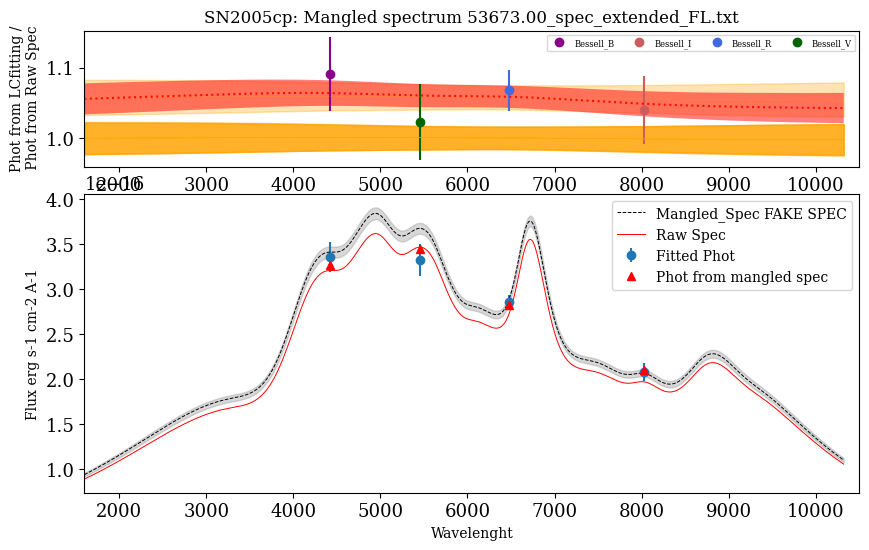 SN2005cp: Mangled spectrum 53673.00_spec_extended_FL.txt
Phot from LCfitting /
Phot from Raw Spec
1.1
1.0
Bessell_B Bessell_I Bessell_R Bessell_V
2000 3000 4000 5000 6000 7000 8000 9000 10000
1e−16
Flux erg s-1 cm-2 A-1
4.0
3.5
3.0
2.5
2.0
1.5
1.0
Mangled_Spec FAKE SPEC
Raw Spec
Fitted Phot
Phot from mangled spec
2000 3000 4000 5000 6000 7000 8000 9000 10000
Wavelenght